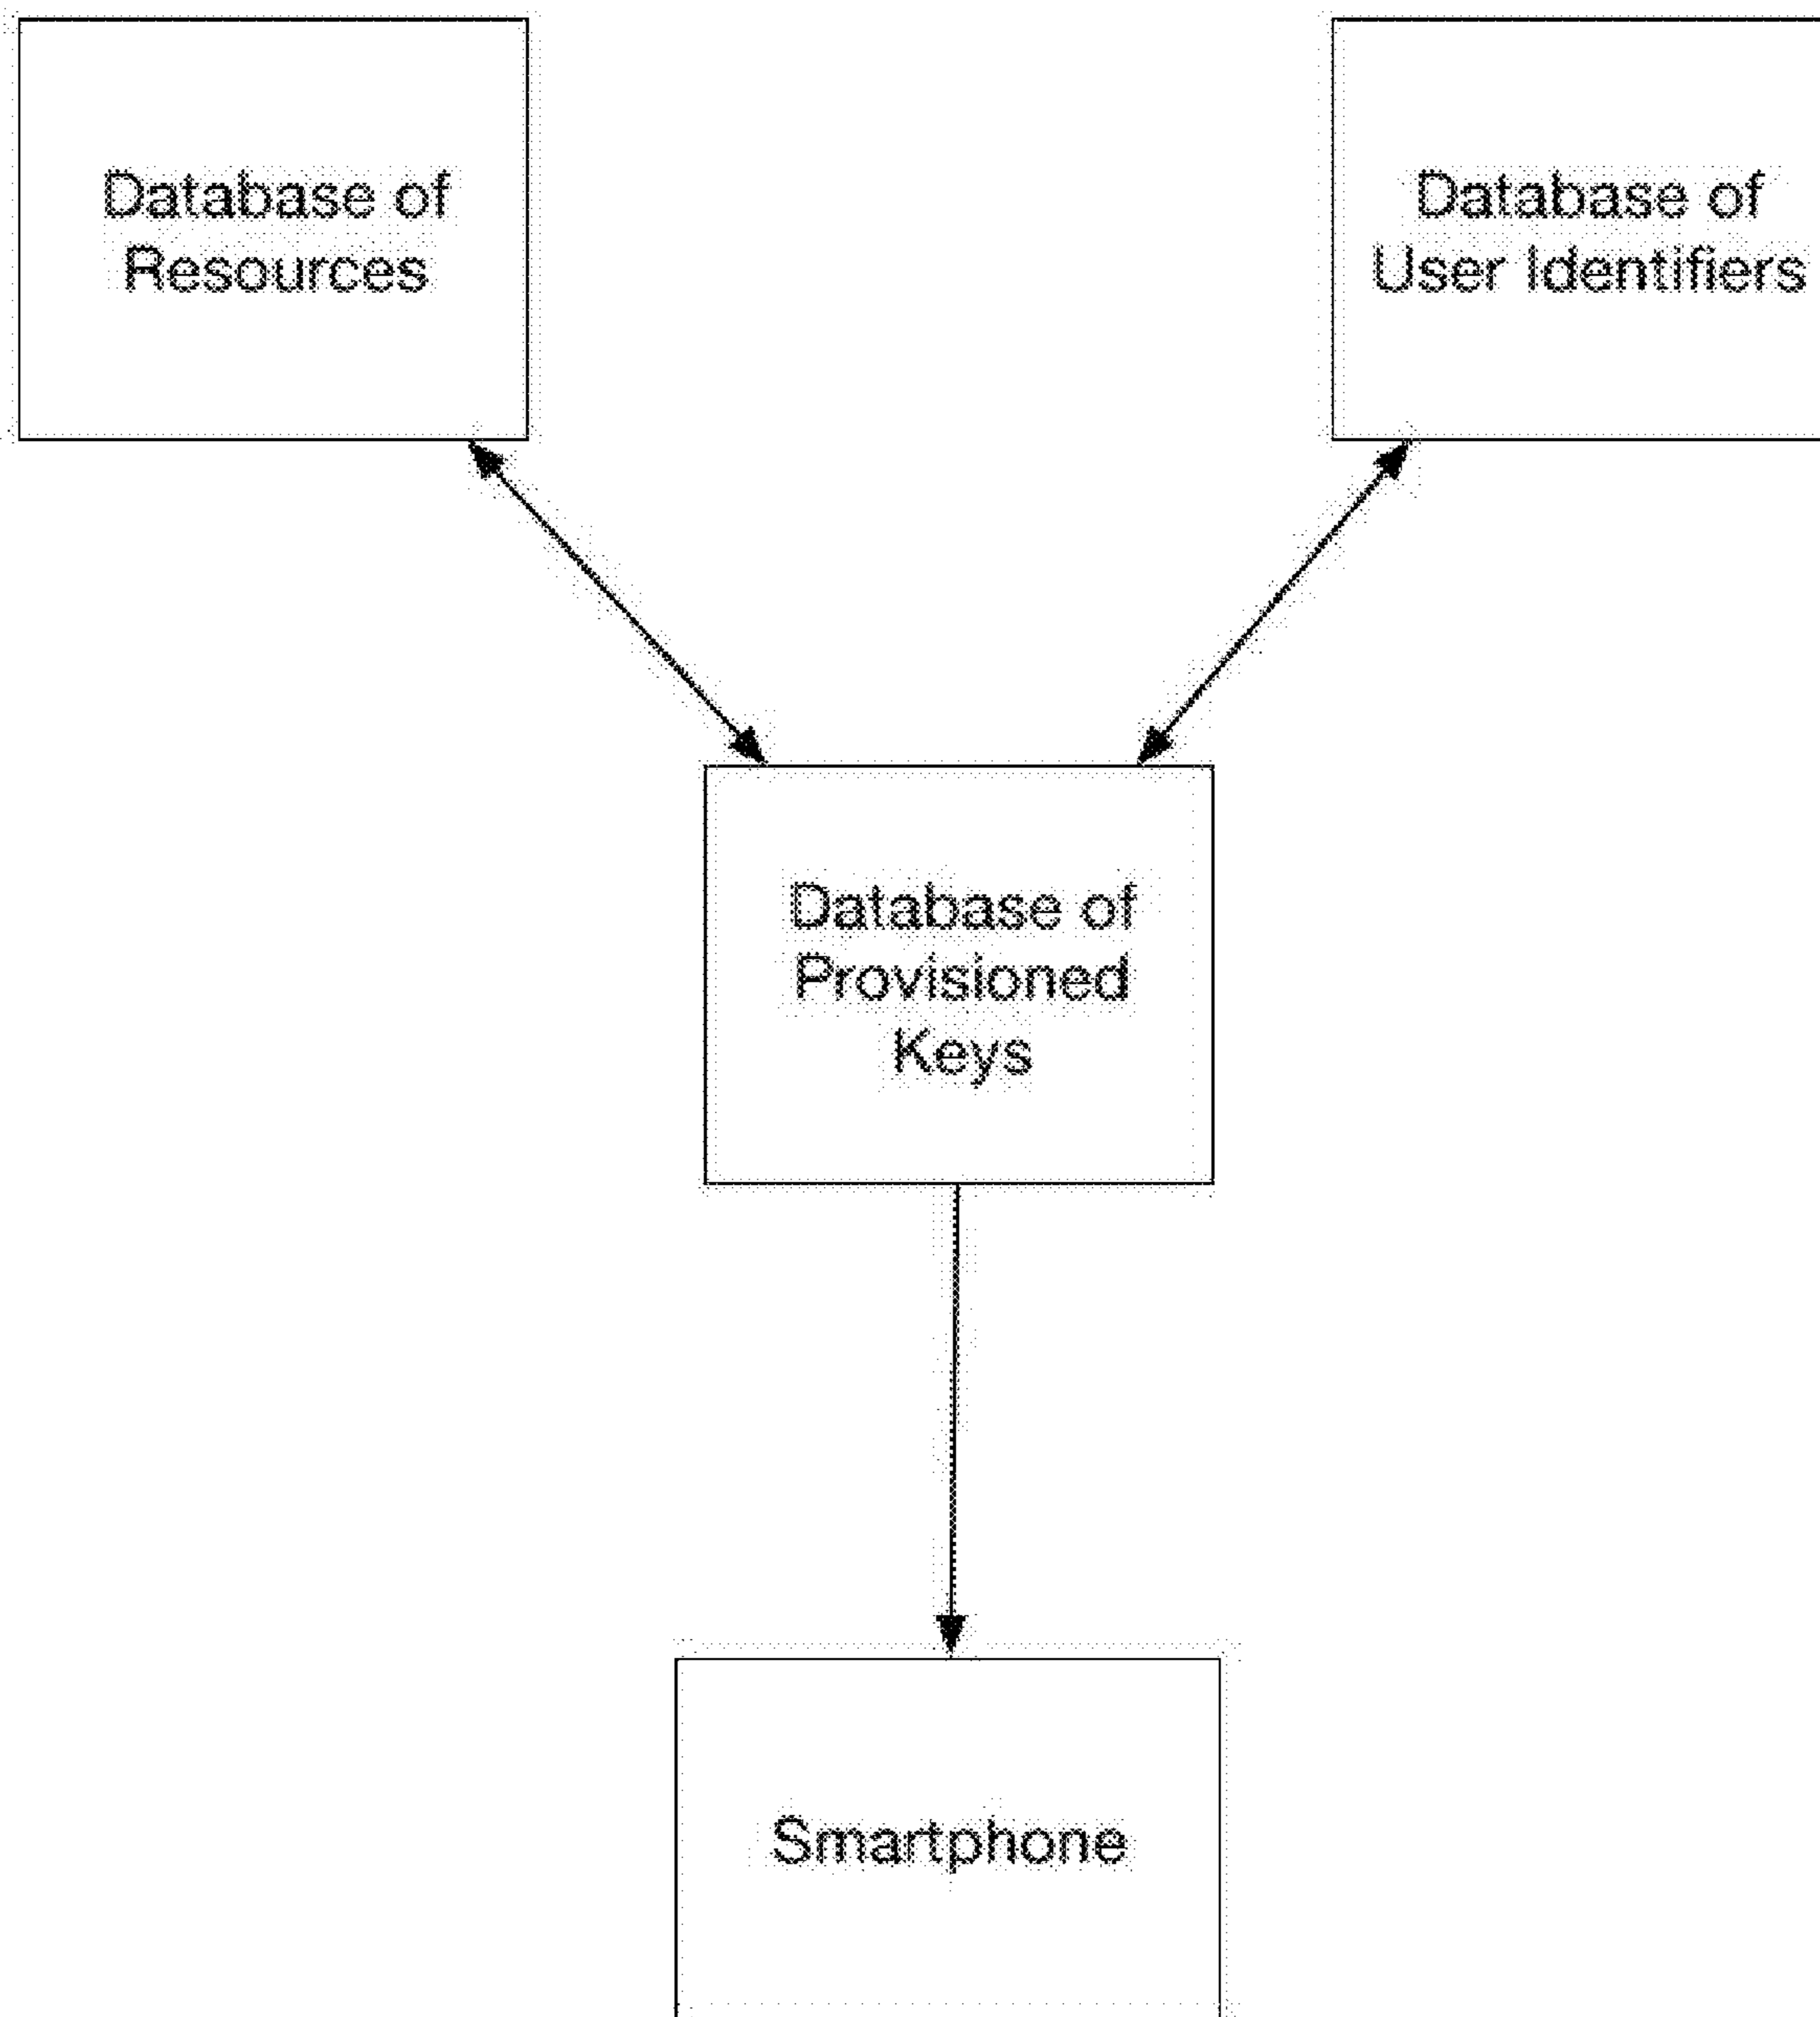 Database of
Resources
Database of
User Identifiers
Database of
Provisioned
Keys
Smartphone